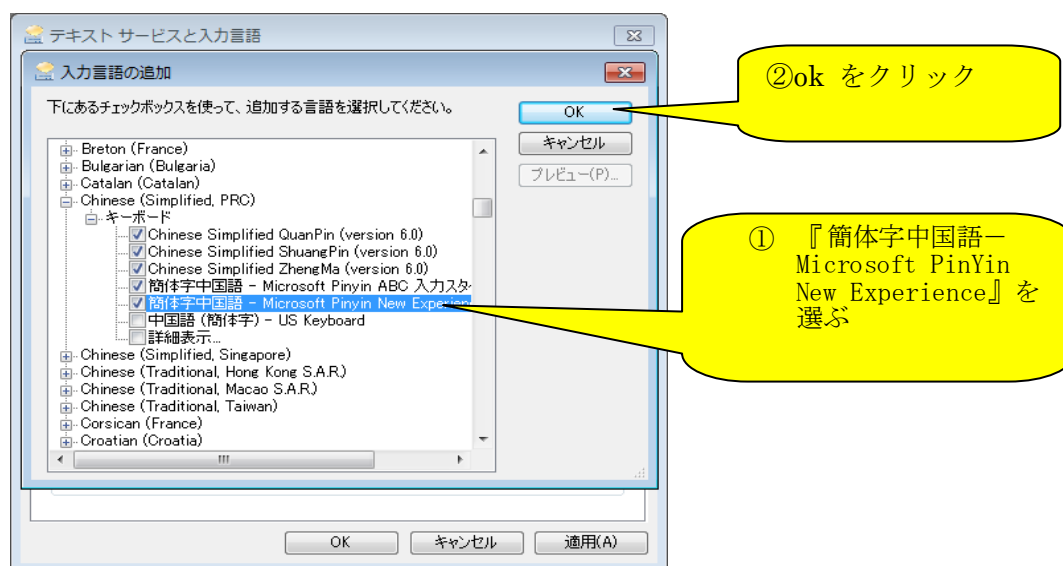 テキスト サービスと入力言語
入力言語の追加
下にあるチェックボックスを使って、追加する言語を選択してください。
OK
キャンセル
プレビュー(P)...
Breton (France)
Bulgarian (Bulgaria)
Catalan (Catalan)
Chinese (Simplified, PRC)
キーボード
Chinese Simplified QuanPin (version 6.0)
Chinese Simplified ShuangPin (version 6.0)
Chinese Simplified ZhengMa (version 6.0)
簡体字中国語 - Microsoft Pinyin ABC 入力スタ
簡体字中国語 - Microsoft Pinyin New Experien
中国語 (簡体字) - US Keyboard
詳細表示...
Chinese (Simplified, Singapore)
Chinese (Traditional, Hong Kong S.A.R.)
Chinese (Traditional, Macao S.A.R.)
Chinese (Traditional, Taiwan)
Corsican (France)
Croatian (Croatia)
OK
キャンセル
適用(A)
②ok をクリック
① 『簡体字中国語－
Microsoft PinYin
New Experience』を
選ぶ